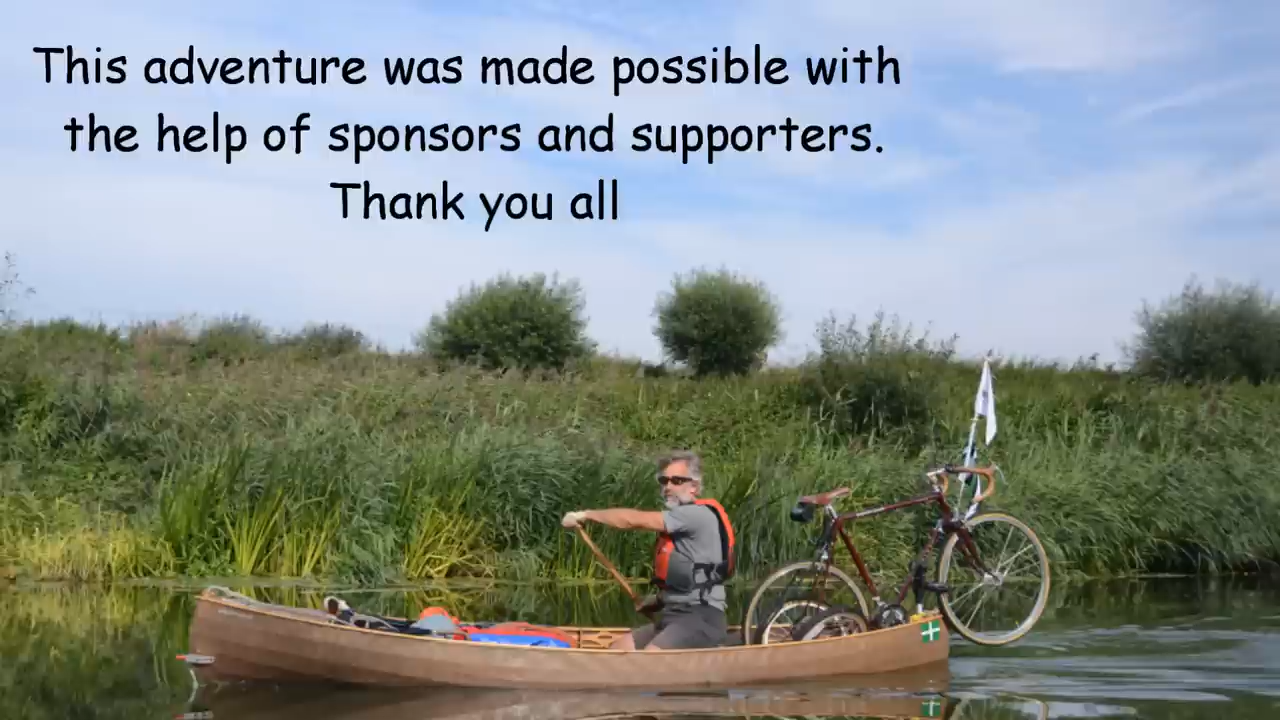 This adventure was made possible with
the help of sponsors and supporters.
Thank you all